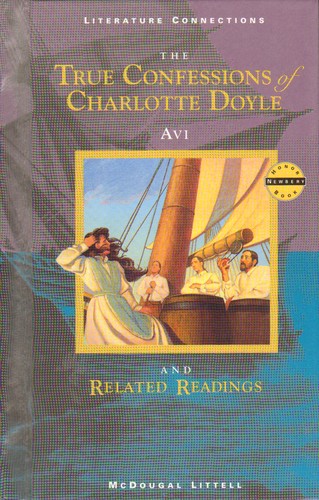 LITERATURE CONNECTIONS
THE
TRUE CONFESSIONS of
CHARLOTTE DOYLE
AVI
HONOR
NEWBERY
BOOK
AND
RELATED READINGS
MCDOUGAL LITTELL